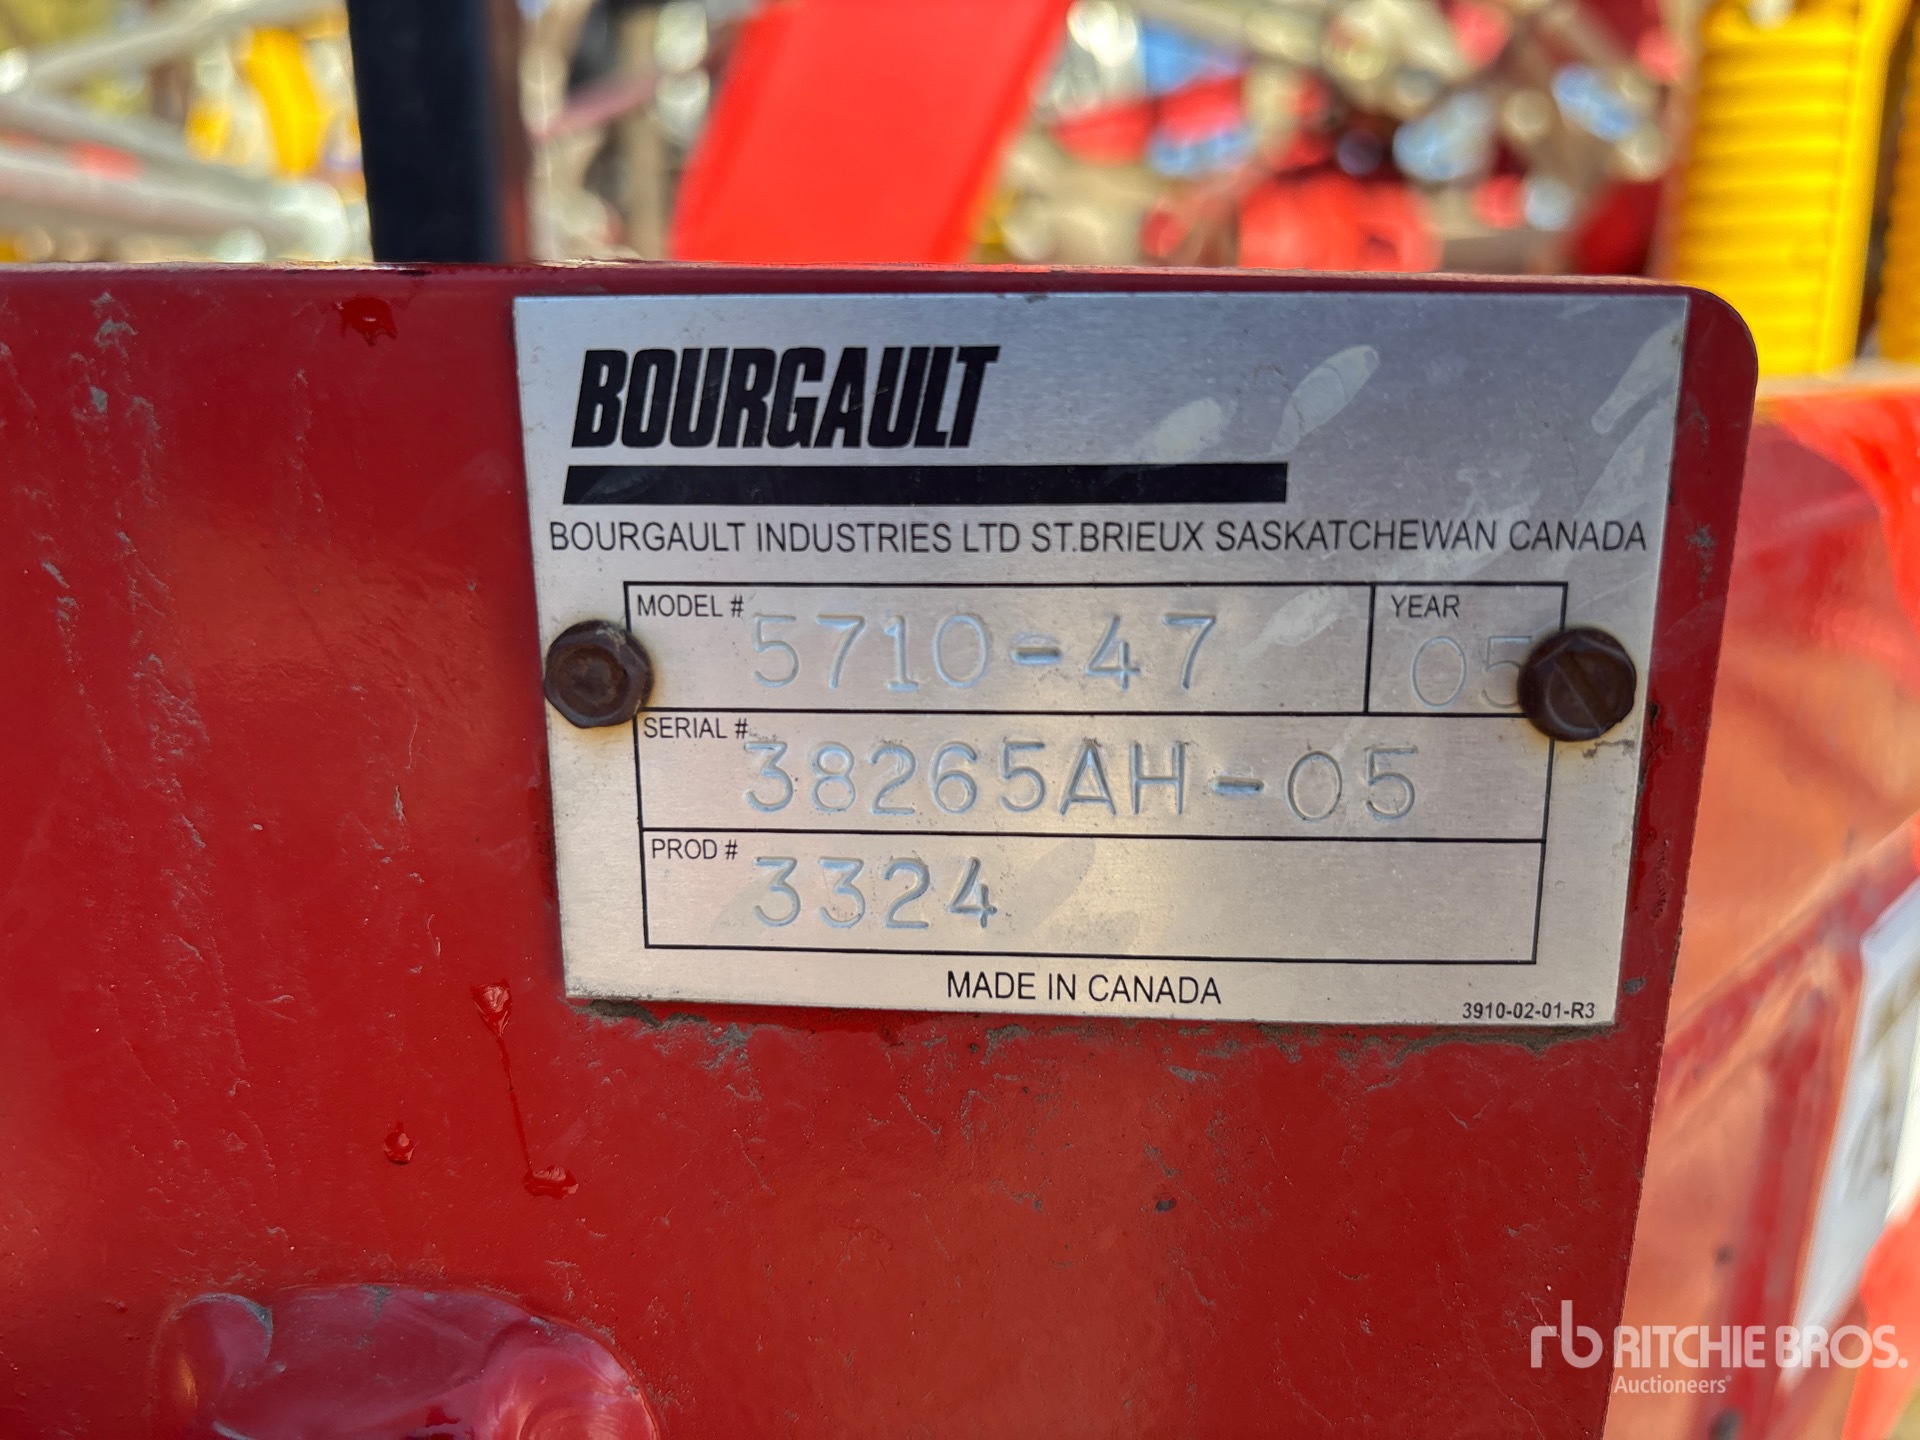 BOURGAULT
BOURGAULT INDUSTRIES LTD ST.BRIEUX SASKATCHEWAN CANADA
MODEL # 5710-47 YEAR 05
SERIAL # 38265AH-05
PROD # 3324
MADE IN CANADA
3910-02-01-R3
rb RITCHIE BROS.
Auctioneers